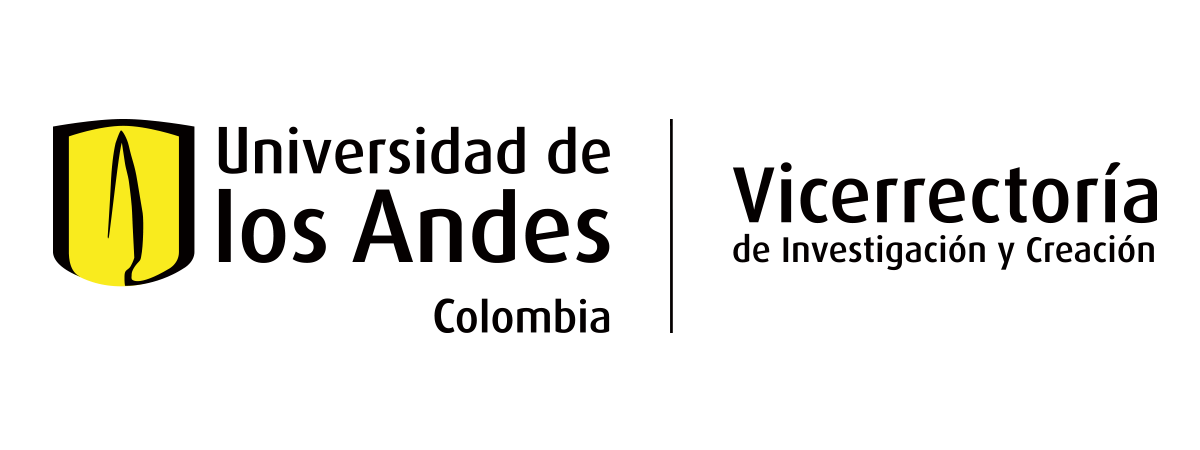 Universidad de
los Andes
Colombia
Vicerrectoría
de Investigación y Creación